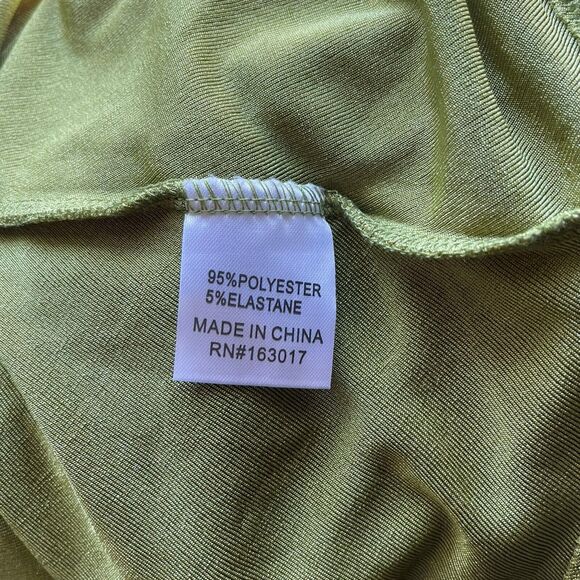 95%POLYESTER
5%ELASTANE
MADE IN CHINA
RN#163017